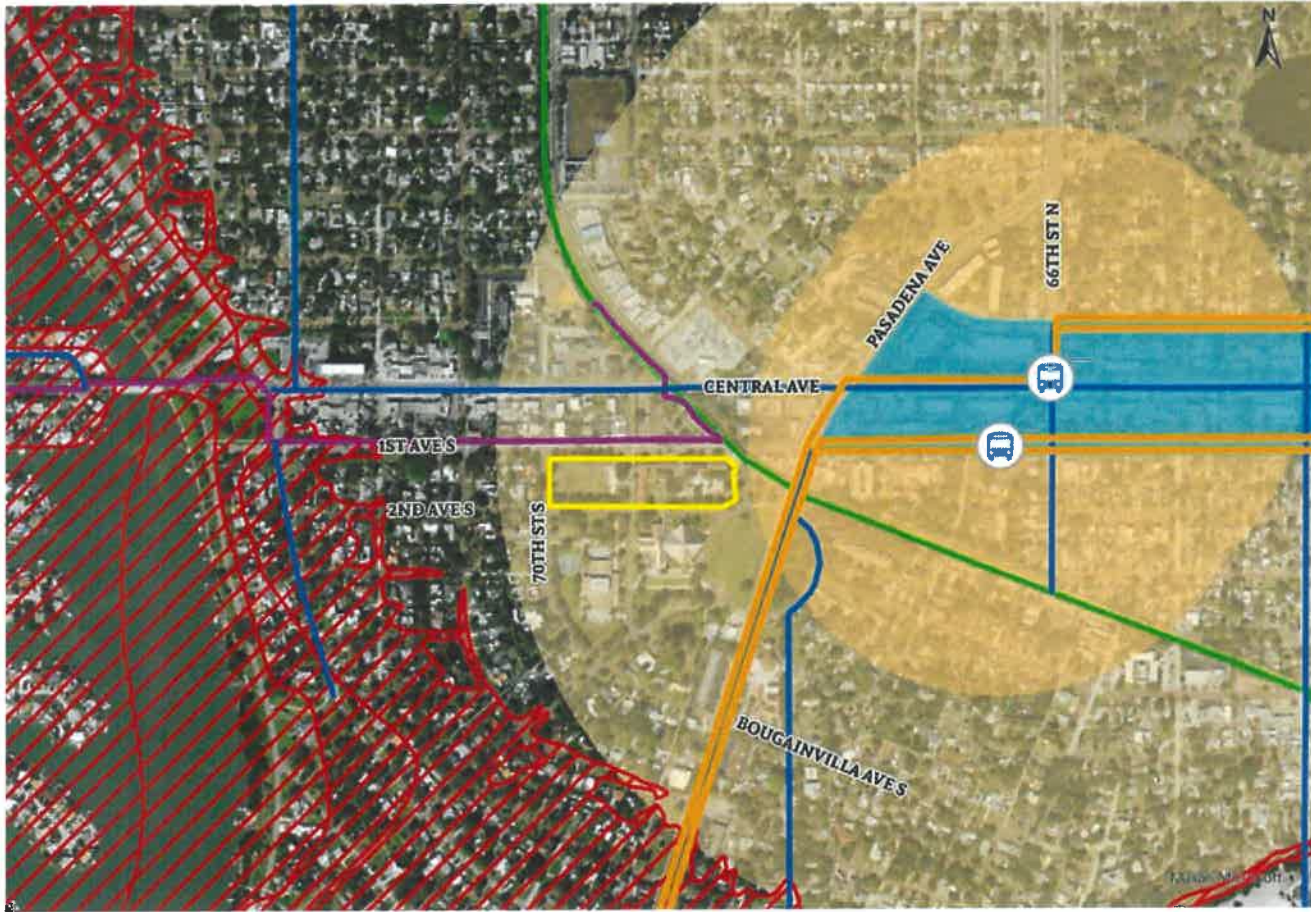 N
66TH ST N
PASADENA AVE
CENTRAL AVE
1ST AVE S
2ND AVE S
70TH ST S
BOUGAINVILLA AVE S